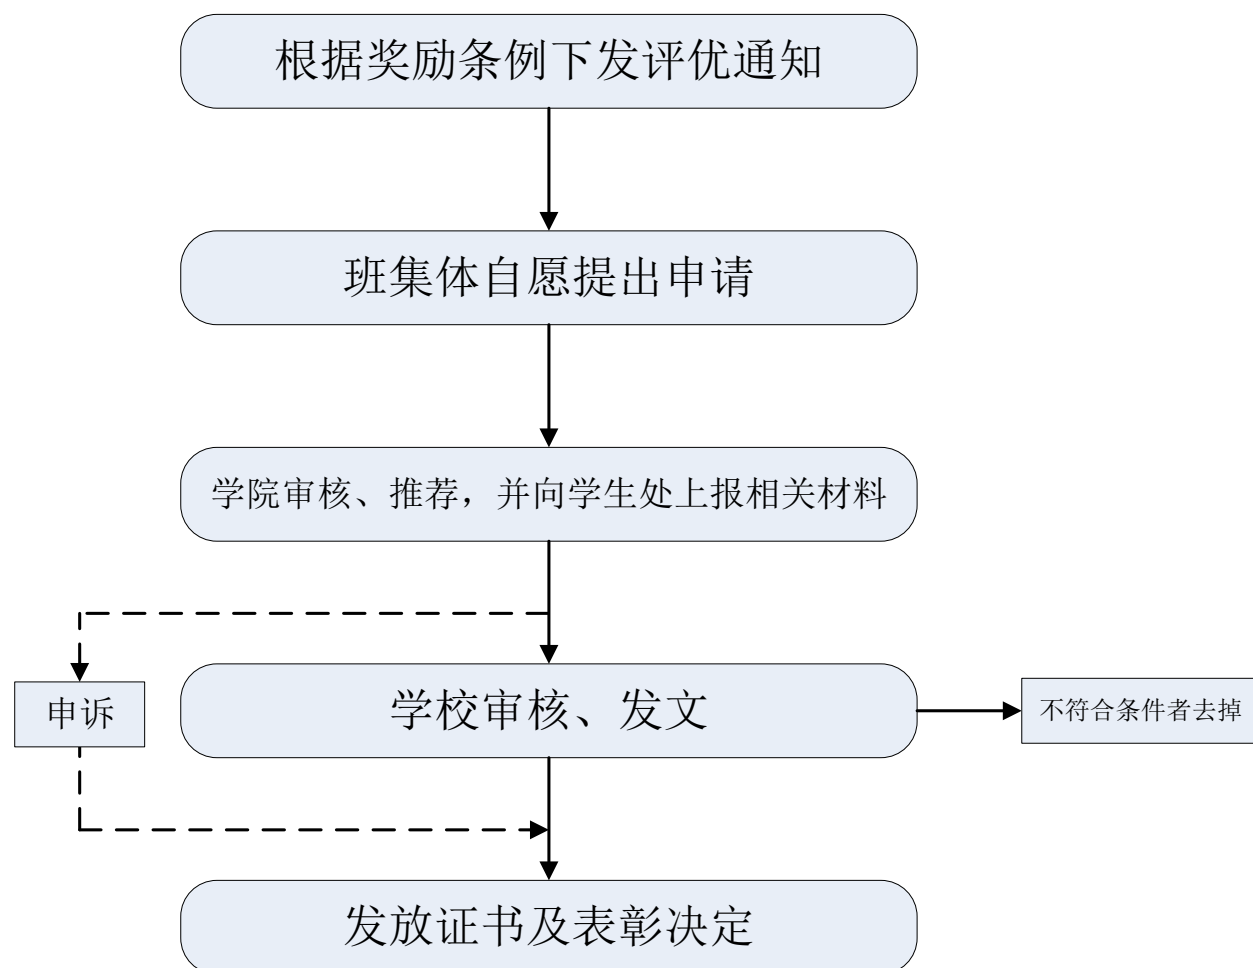 根据奖励条例下发评优通知
班集体自愿提出申请
学院审核、推荐，并向学生处上报相关材料
申诉
学校审核、发文
不符合条件者去掉
发放证书及表彰决定